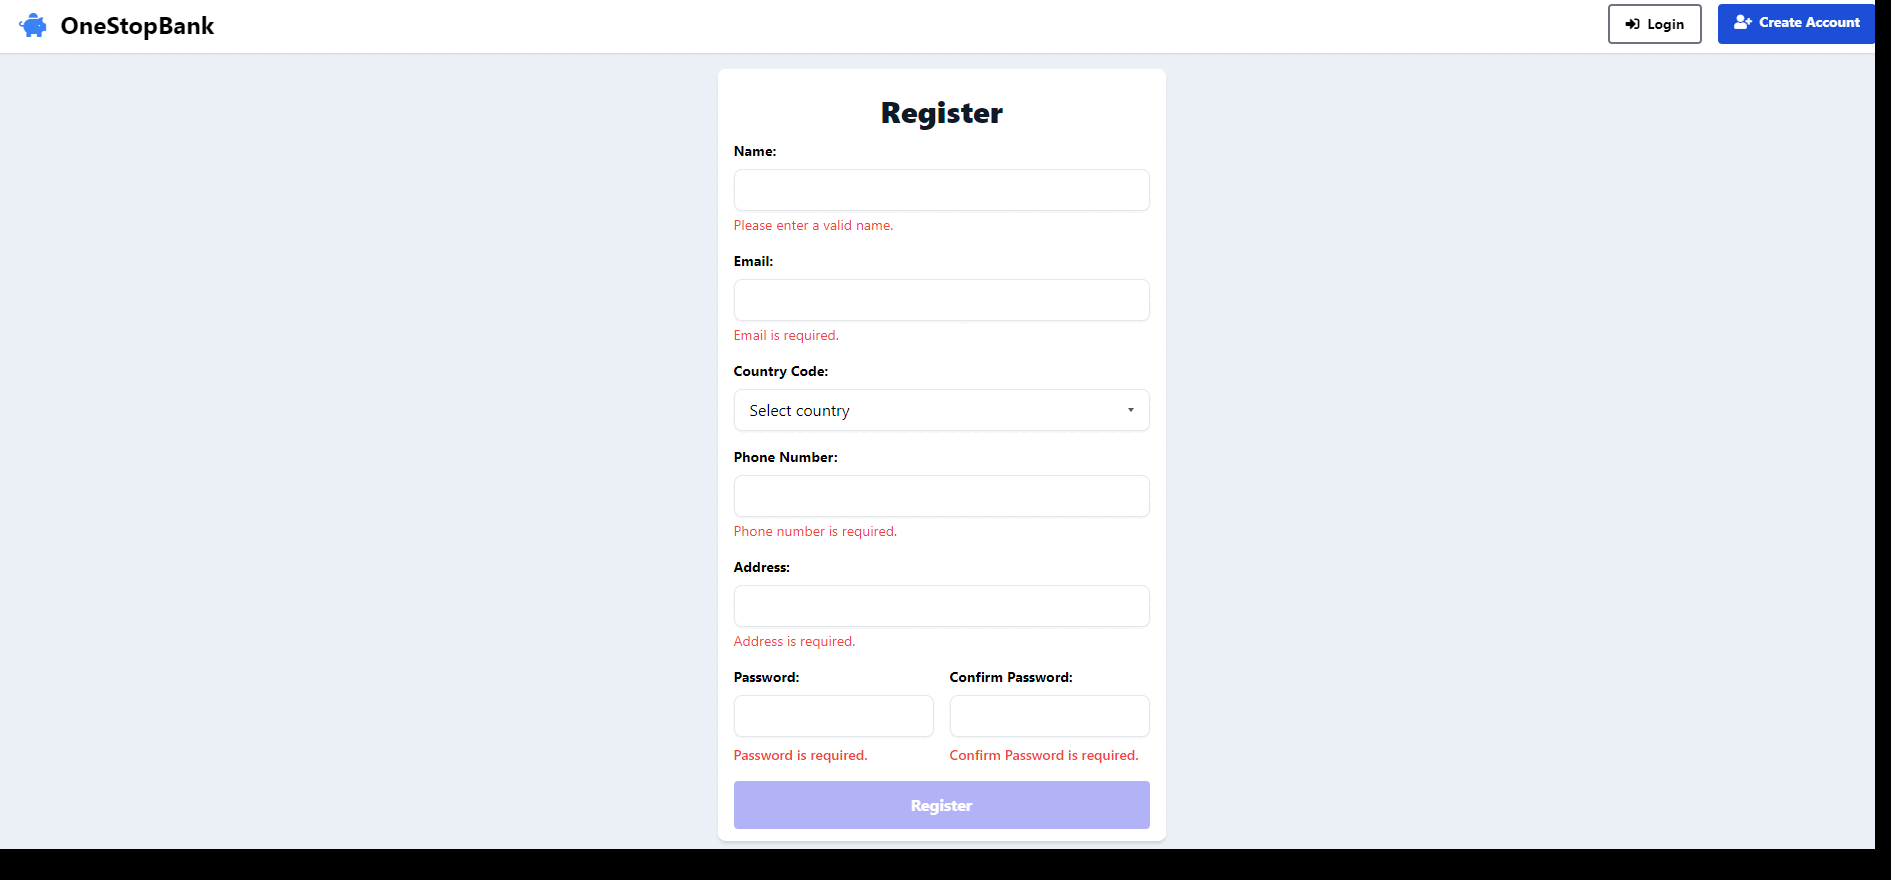 OneStopBank
Login
Create Account
Register
Name:
Please enter a valid name.
Email:
Email is required.
Country Code:
Select country
Phone Number:
Phone number is required.
Address:
Address is required.
Password: Confirm Password:
Password is required. Confirm Password is required.
Register